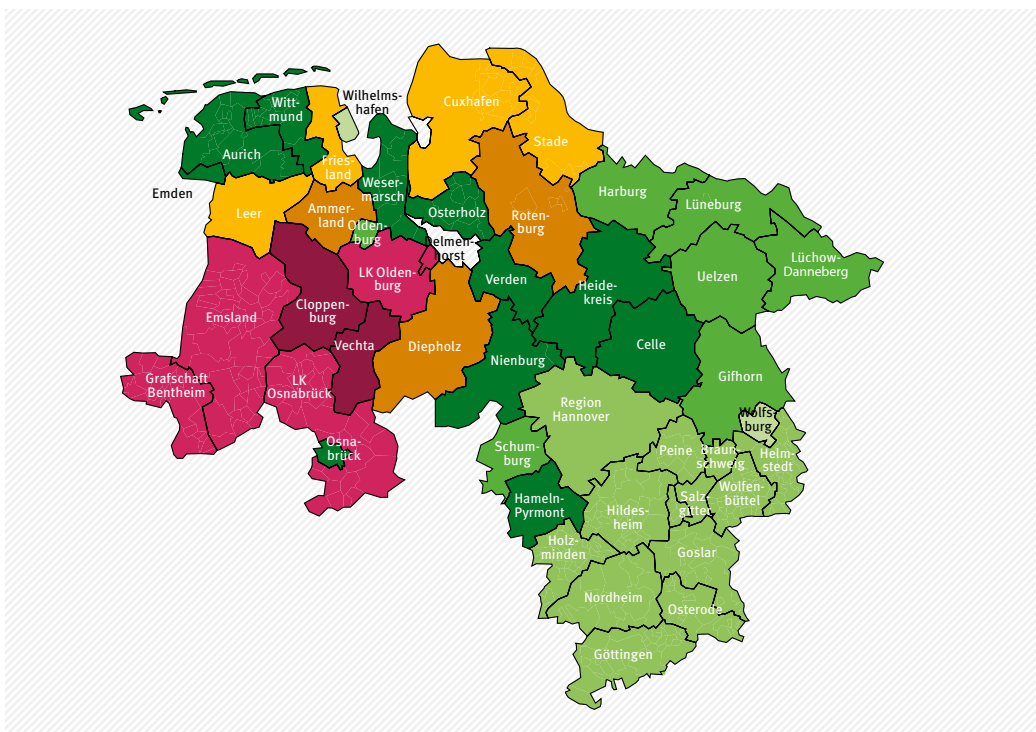 Wilhelms-
hafen
Witt-
mund
Cuxhafen
Stade
Aurich
Fries-
land
Weser-
marsch
Emden
Harburg
Leer
Ammer-
land
Osterholz
Roten-
burg
Lüneburg
Olden-
burg
Delmen-
horst
Lüchow-
Danneberg
LK Olden-
burg
Verden
Heide-
kreis
Uelzen
Emsland
Cloppen-
burg
Vechta
Diepholz
Nienburg
Celle
Grafschaft
Bentheim
LK
Osnabrück
Gifhorn
Region
Hannover
Wolfs-
burg
Osna-
brück
Schum-
burg
Peine
Braun-
schweig
Helm-
stedt
Hameln-
Pyrmont
Hildes-
heim
Salz-
gitter
Wolfen-
büttel
Holz-
minden
Goslar
Nordheim
Osterode
Göttingen